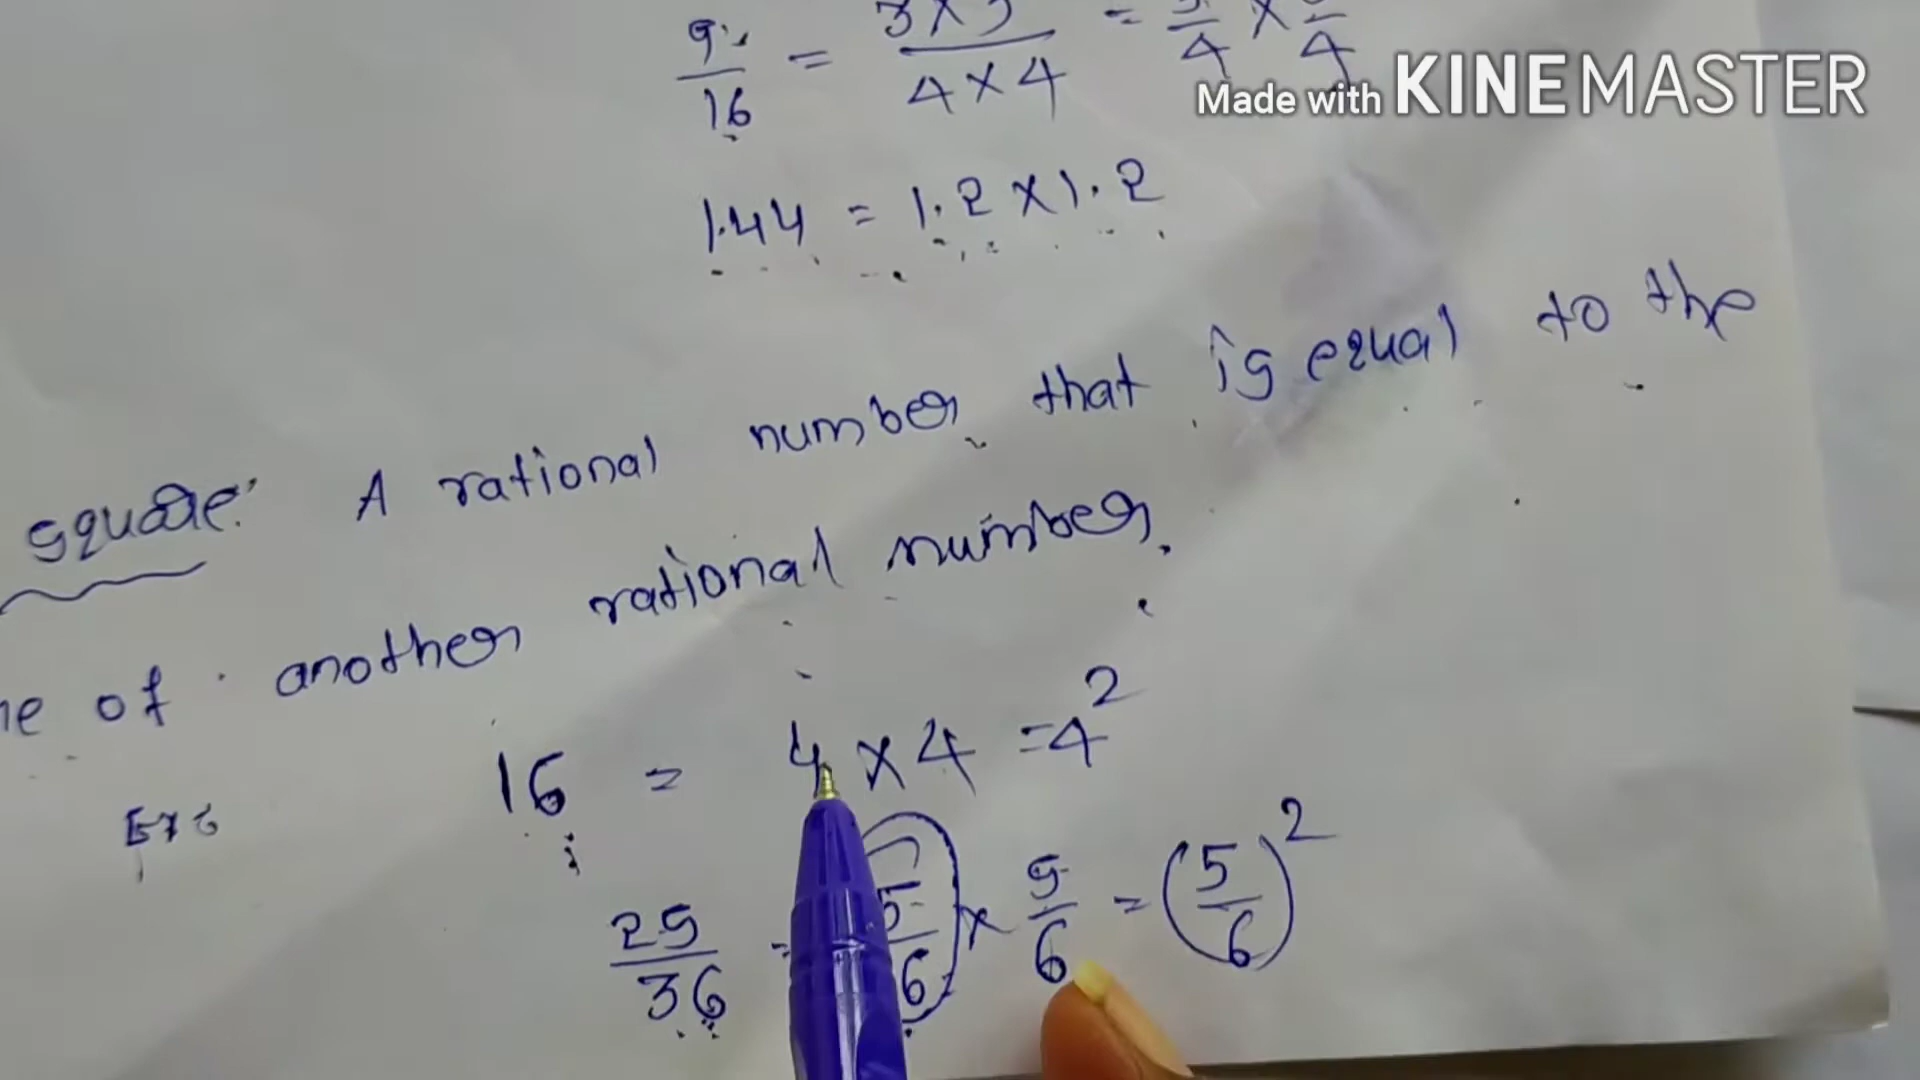 9/16 = 3×3/4×4 = 3/4 ×
Made with KINEMASTER
1.44 = 1.2 × 1.2
square: A rational number that is equal to the
of another rational number.
Ex: 16 = 4 × 4 = 4²
25/36 = 5/6 × 5/6 = (5/6)²